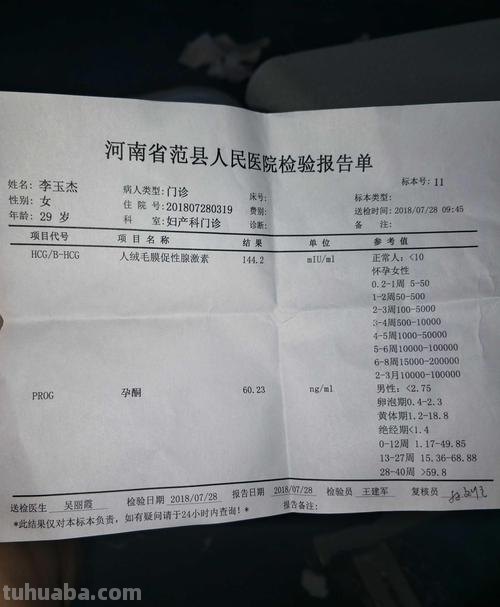 河南省范县人民医院检验报告单
标本号: 11
姓名: 李玉杰 病人类型: 门诊 床号: 标本类型:
性别: 女 住 院 号: 201807280319 费别: 送检时间: 2018/07/28 09:45
年龄: 29 岁 科 室: 妇产科门诊 诊断: 备 注:
项目代号 项 目 名 称 结 果 单 位 参 考 值
HCG/B-HCG 人绒毛膜促性腺激素 144.2 mIU/ml 正常人: <10
怀孕女性
0.2-1周 5-50
1-2周50-500
2-3周100-5000
3-4周500-10000
4-5周1000-50000
5-6周10000-100000
6-8周15000-200000
2-3月10000-100000
PROG 孕酮 60.23 ng/ml 男性: <2.75
卵泡期0.4-2.3
黄体期1.2-18.8
绝经期<1.4
0-12周 1.17-49.85
13-27周 15.36-68.88
28-40周 >59.8
送检医生 吴丽霞 检验日期 2018/07/28 报告日期 2018/07/28 检验员 王建军 复核员
*此结果仅对本标本负责, 如有疑问请于24小时内查询! * 报告备注:
tuhuaba.com